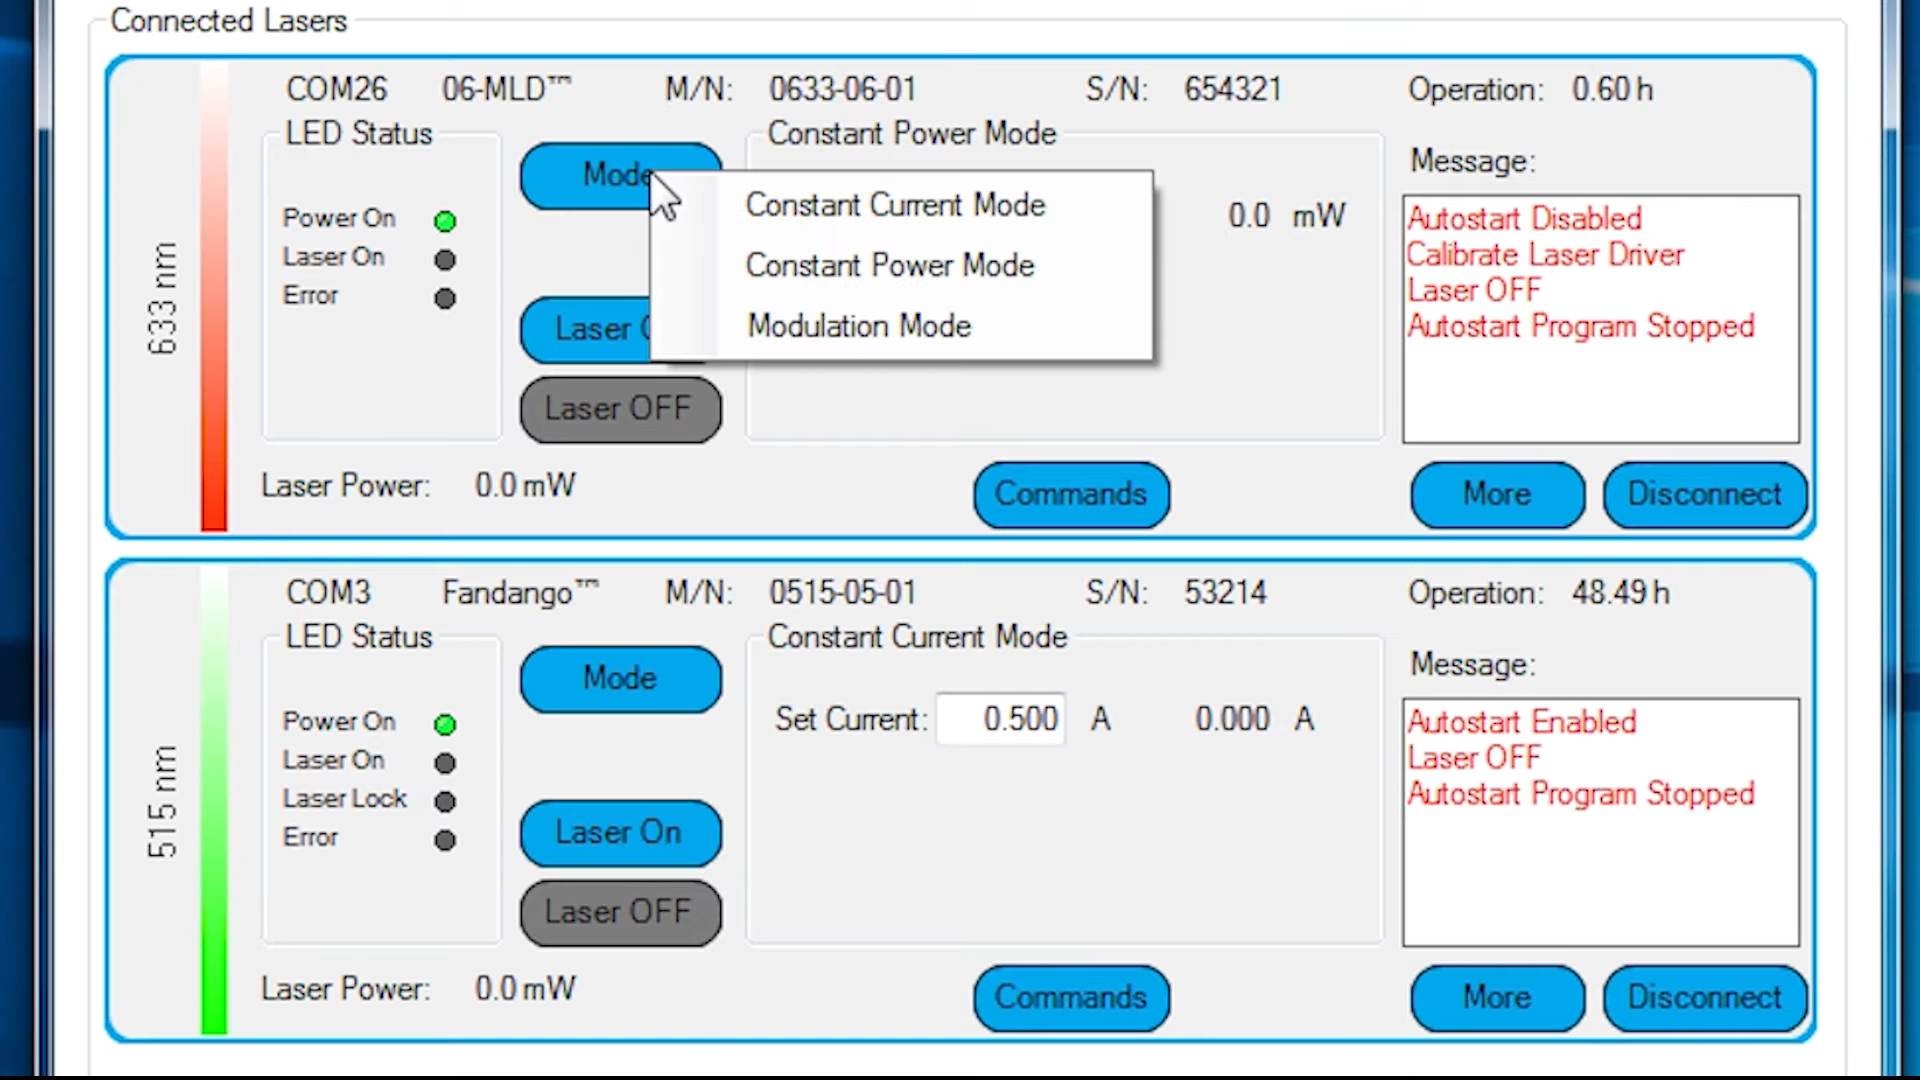 Connected Lasers
COM26 06-MLD™ M/N: 0633-06-01 S/N: 654321 Operation: 0.60 h
LED Status
Power On
Laser On
Error
Mode
Laser
Laser OFF
Constant Power Mode
0.0 mW
Constant Current Mode
Constant Power Mode
Modulation Mode
Message:
Autostart Disabled
Calibrate Laser Driver
Laser OFF
Autostart Program Stopped
633 nm
Laser Power: 0.0 mW
Commands
More
Disconnect
COM3 Fandango™ M/N: 0515-05-01 S/N: 53214 Operation: 48.49 h
LED Status
Power On
Laser On
Laser Lock
Error
Mode
Laser On
Laser OFF
Constant Current Mode
Set Current: 0.500 A 0.000 A
Message:
Autostart Enabled
Laser OFF
Autostart Program Stopped
515 nm
Laser Power: 0.0 mW
Commands
More
Disconnect